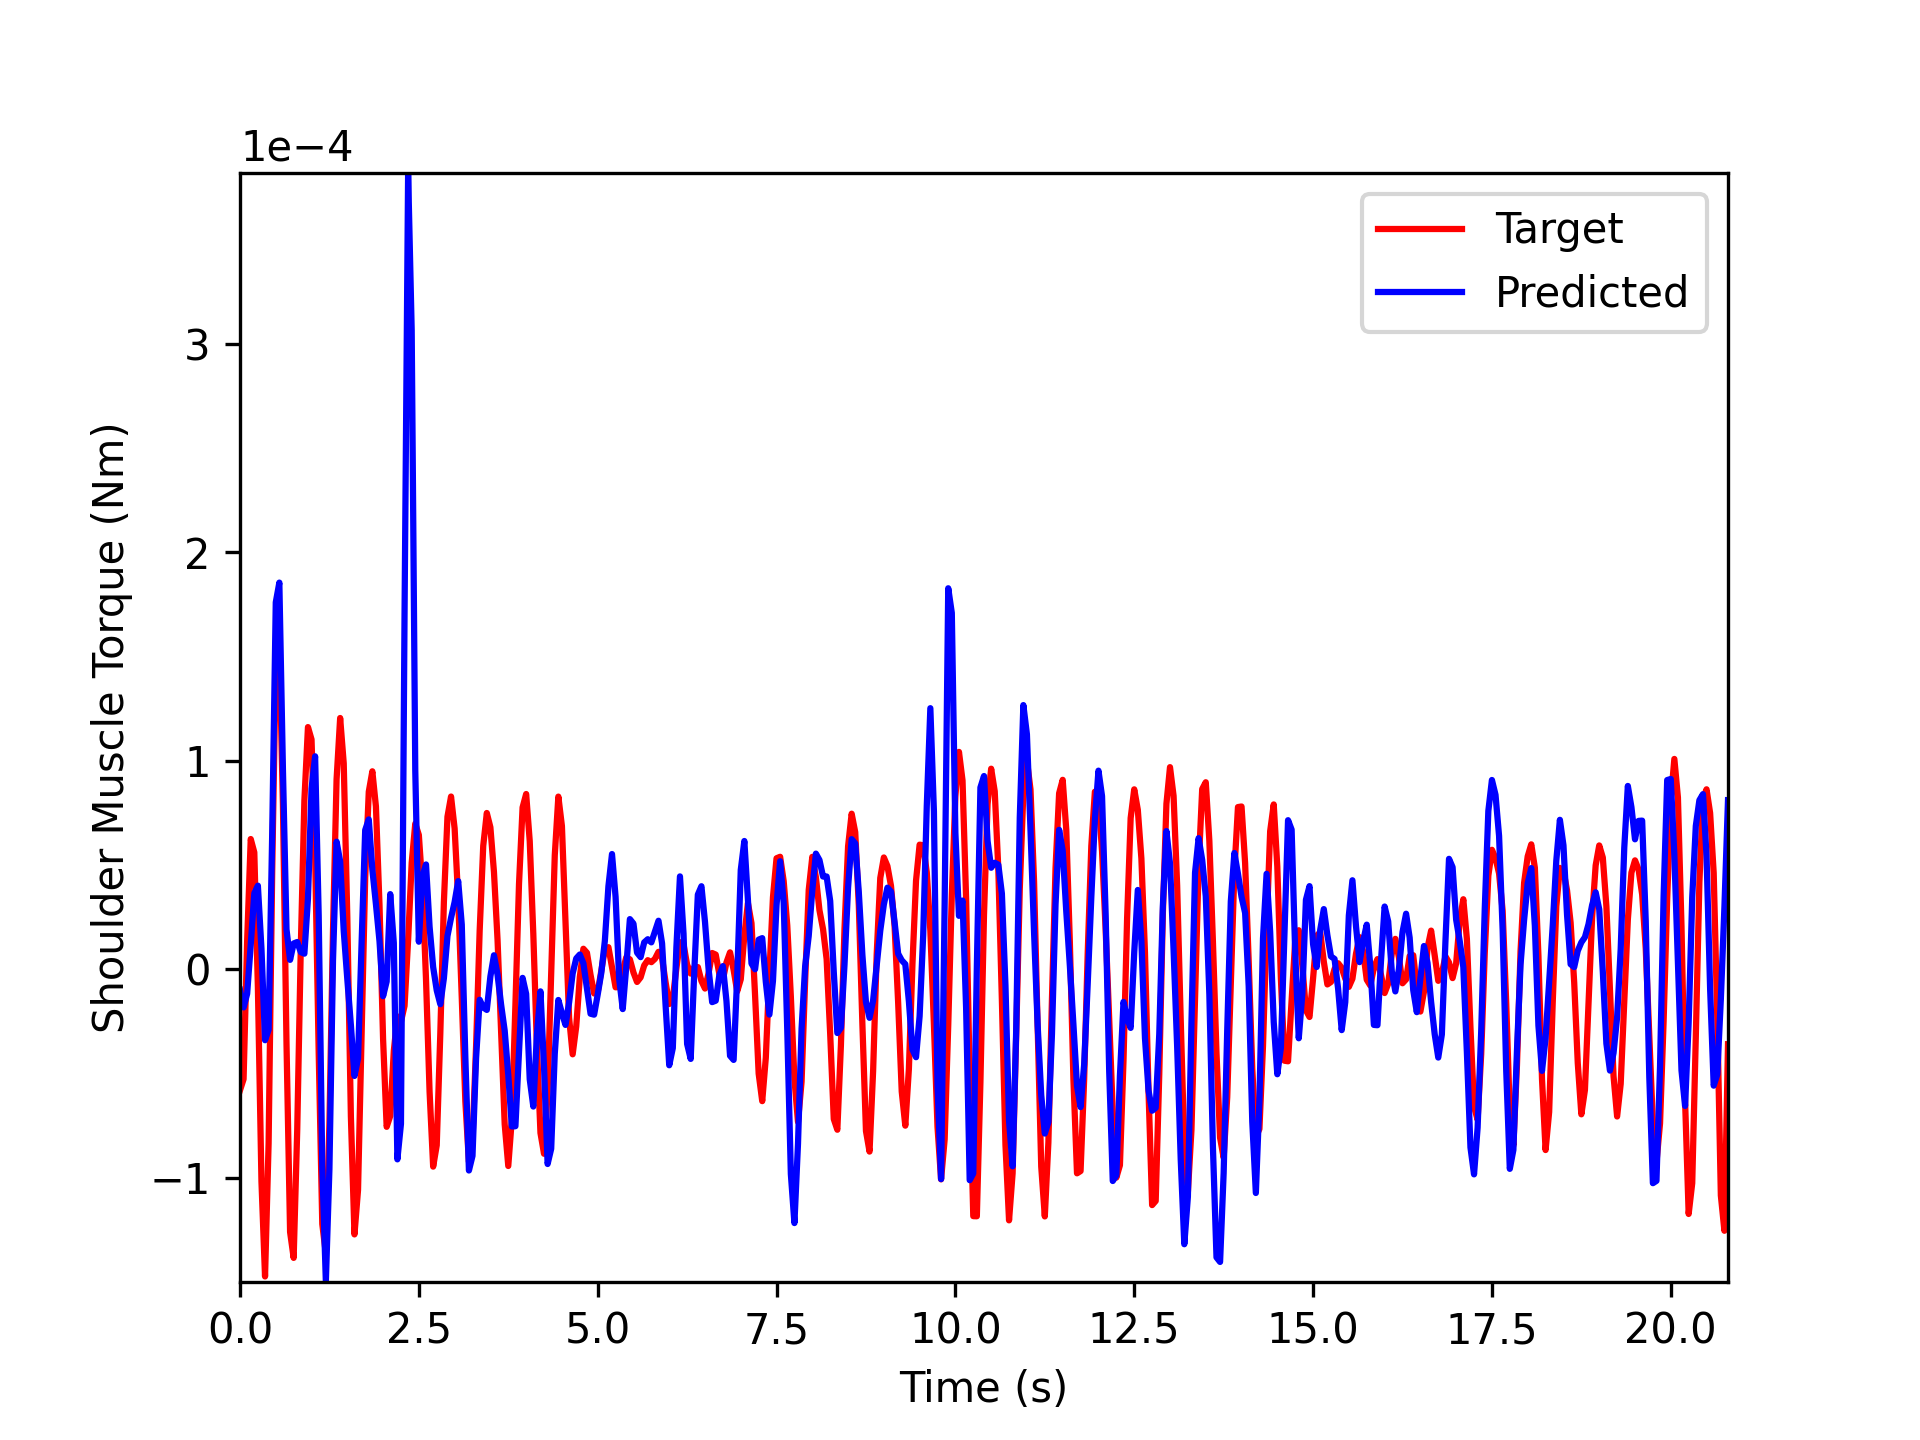 1e−4
Target
Predicted
3
2
1
0
−1
Shoulder Muscle Torque (Nm)
0.0 2.5 5.0 7.5 10.0 12.5 15.0 17.5 20.0
Time (s)